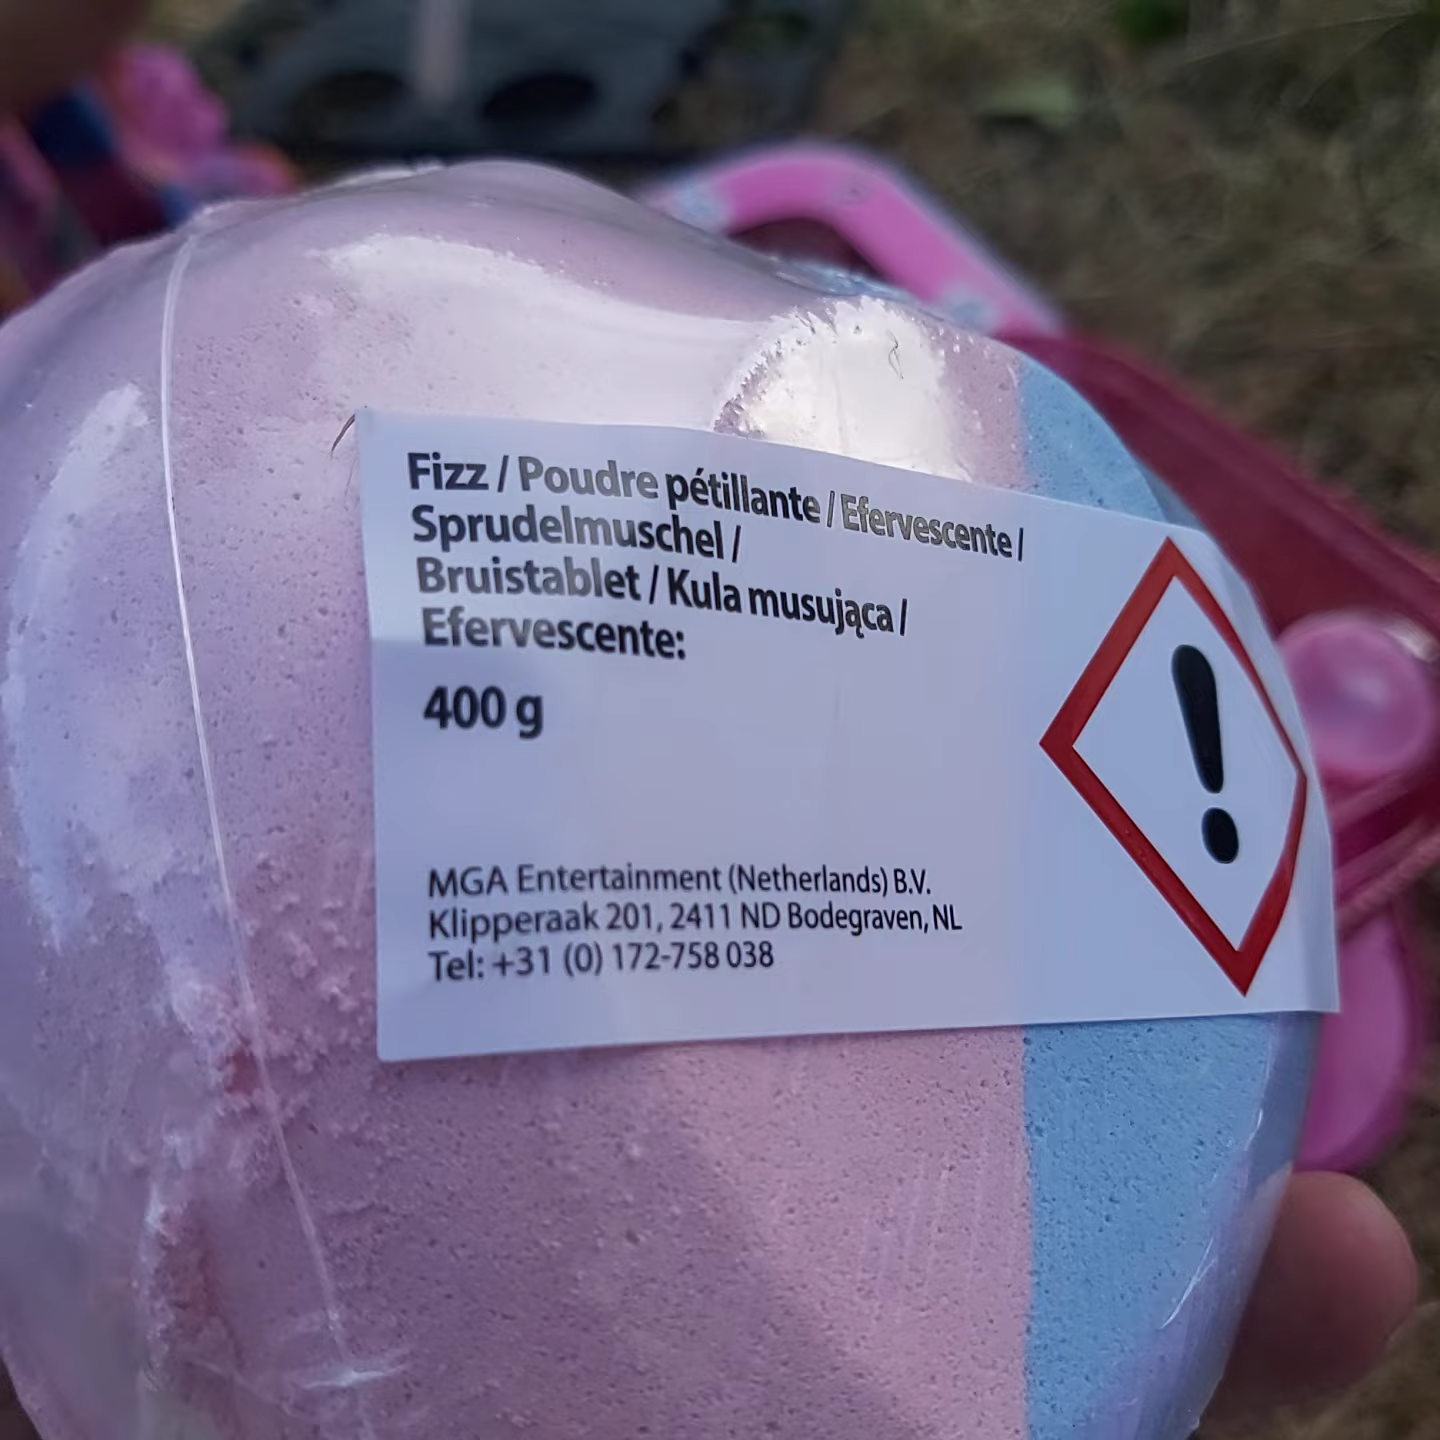 Fizz / Poudre pétillante / Efervescente /
Sprudelmuschel /
Bruistablet / Kula musująca /
Efervescente:
400 g
MGA Entertainment (Netherlands) B.V.
Klipperaak 201, 2411 ND Bodegraven, NL
Tel: +31 (0) 172-758 038